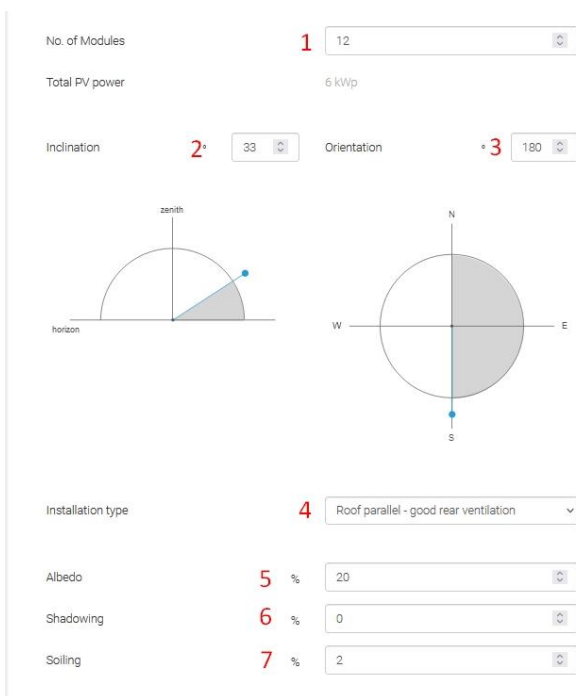 No. of Modules 1 12
Total PV power 6 kWp
Inclination 2° 33 Orientation ° 3 180
zenith
horizon
N
W E
S
Installation type 4 Roof parallel - good rear ventilation
Albedo 5 % 20
Shadowing 6 % 0
Soiling 7 % 2